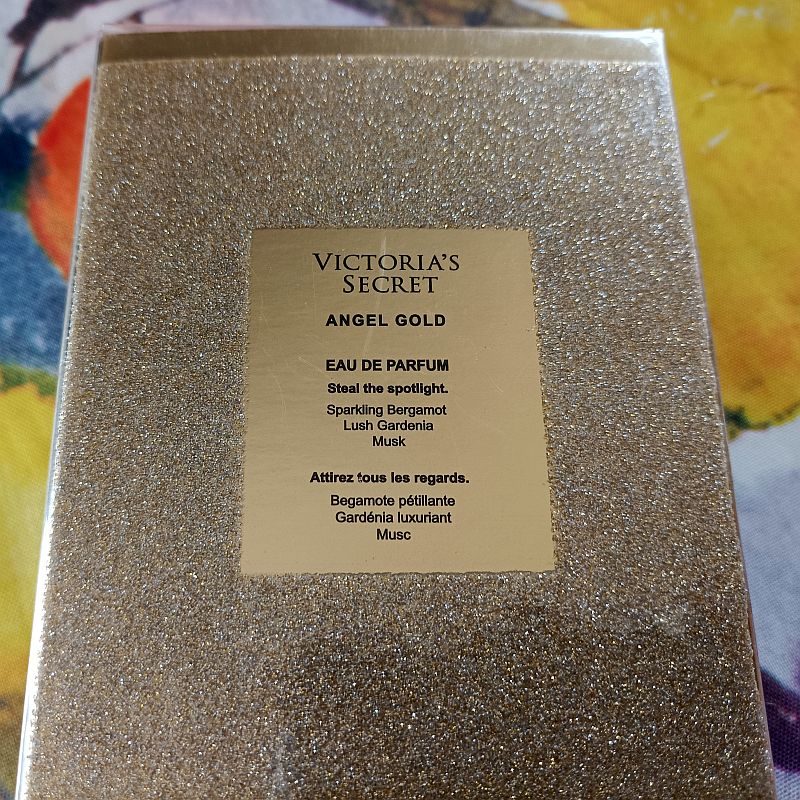 VICTORIA'S
SECRET
ANGEL GOLD
EAU DE PARFUM
Steal the spotlight.
Sparkling Bergamot
Lush Gardenia
Musk
Attirez tous les regards.
Begamote pétillante
Gardénia luxuriant
Musc